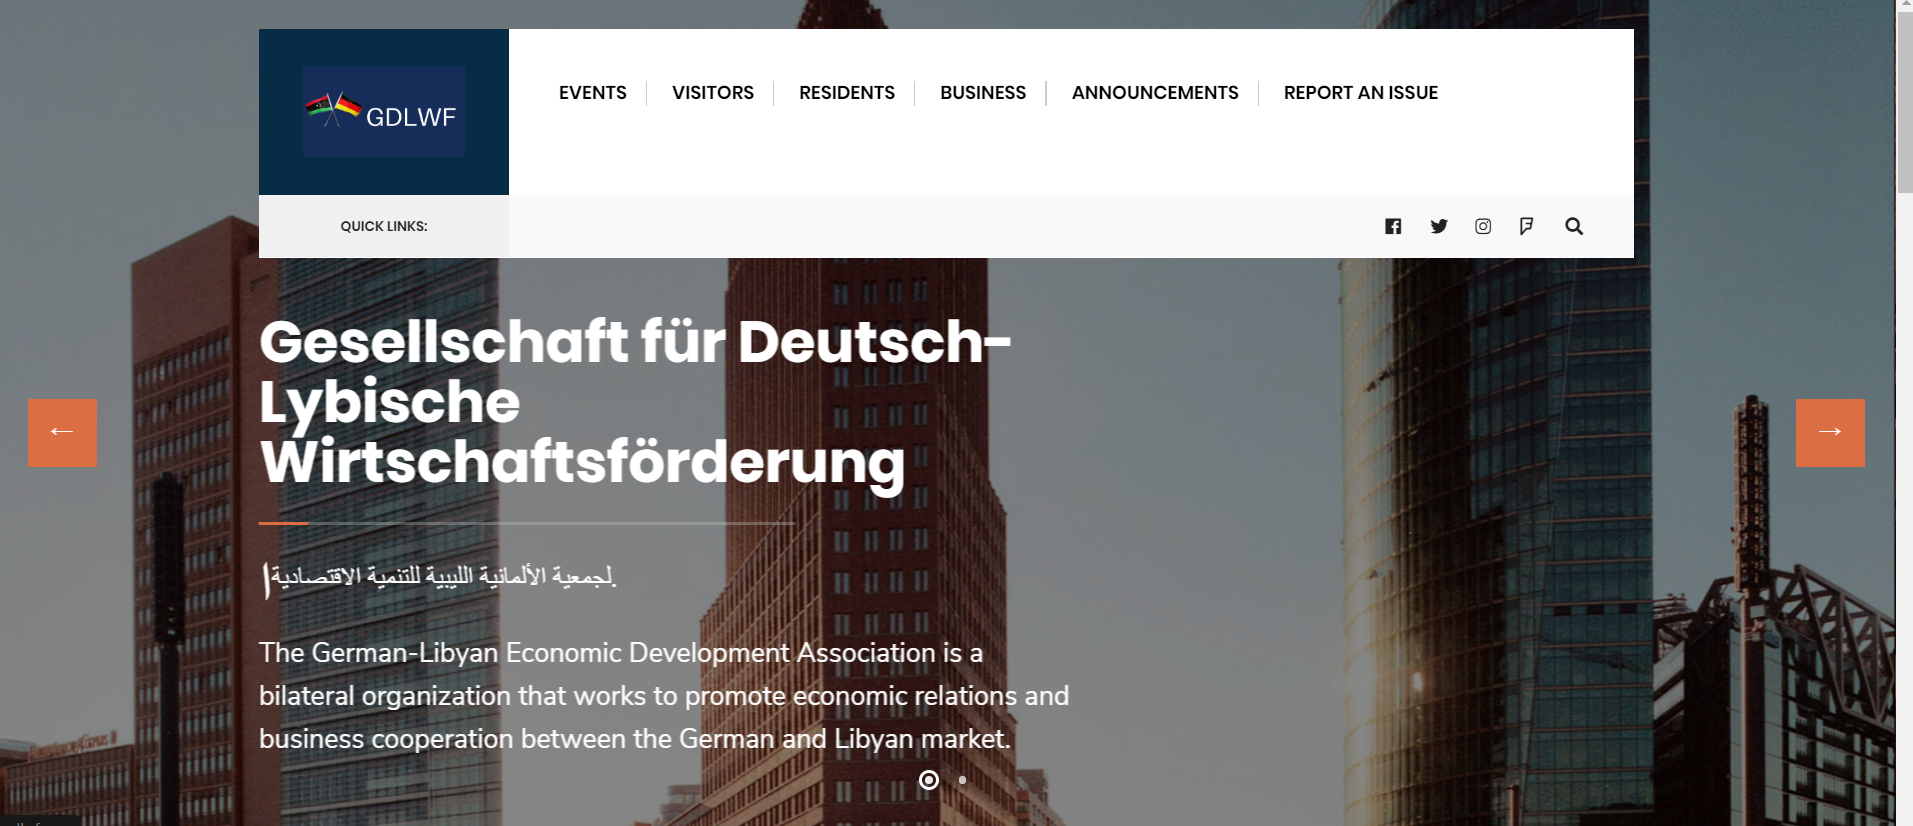 GDLWF
EVENTS
VISITORS
RESIDENTS
BUSINESS
ANNOUNCEMENTS
REPORT AN ISSUE
QUICK LINKS:
Gesellschaft für Deutsch-
Lybische
Wirtschaftsförderung
الجمعية الألمانية الليبية للتنمية الاقتصادية.
The German-Libyan Economic Development Association is a
bilateral organization that works to promote economic relations and
business cooperation between the German and Libyan market.